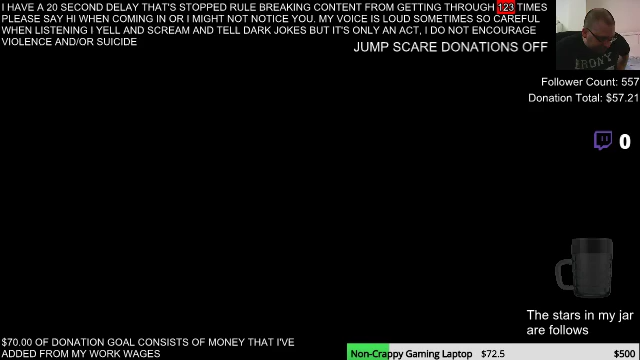 I HAVE A 20 SECOND DELAY THAT'S STOPPED RULE BREAKING CONTENT FROM GETTING THROUGH 123 TIMES
PLEASE SAY HI WHEN COMING IN OR I MIGHT NOT NOTICE YOU. MY VOICE IS LOUD SOMETIMES SO CAREFUL
WHEN LISTENING I YELL AND SCREAM AND TELL DARK JOKES BUT IT'S ONLY AN ACT, I DO NOT ENCOURAGE
VIOLENCE AND/OR SUICIDE
JUMP SCARE DONATIONS OFF
Follower Count: 557
Donation Total: $57.21
0
The stars in my jar
are follows
$70.00 OF DONATION GOAL CONSISTS OF MONEY THAT I'VE
ADDED FROM MY WORK WAGES
Non-Crappy Gaming Laptop $72.5 $500